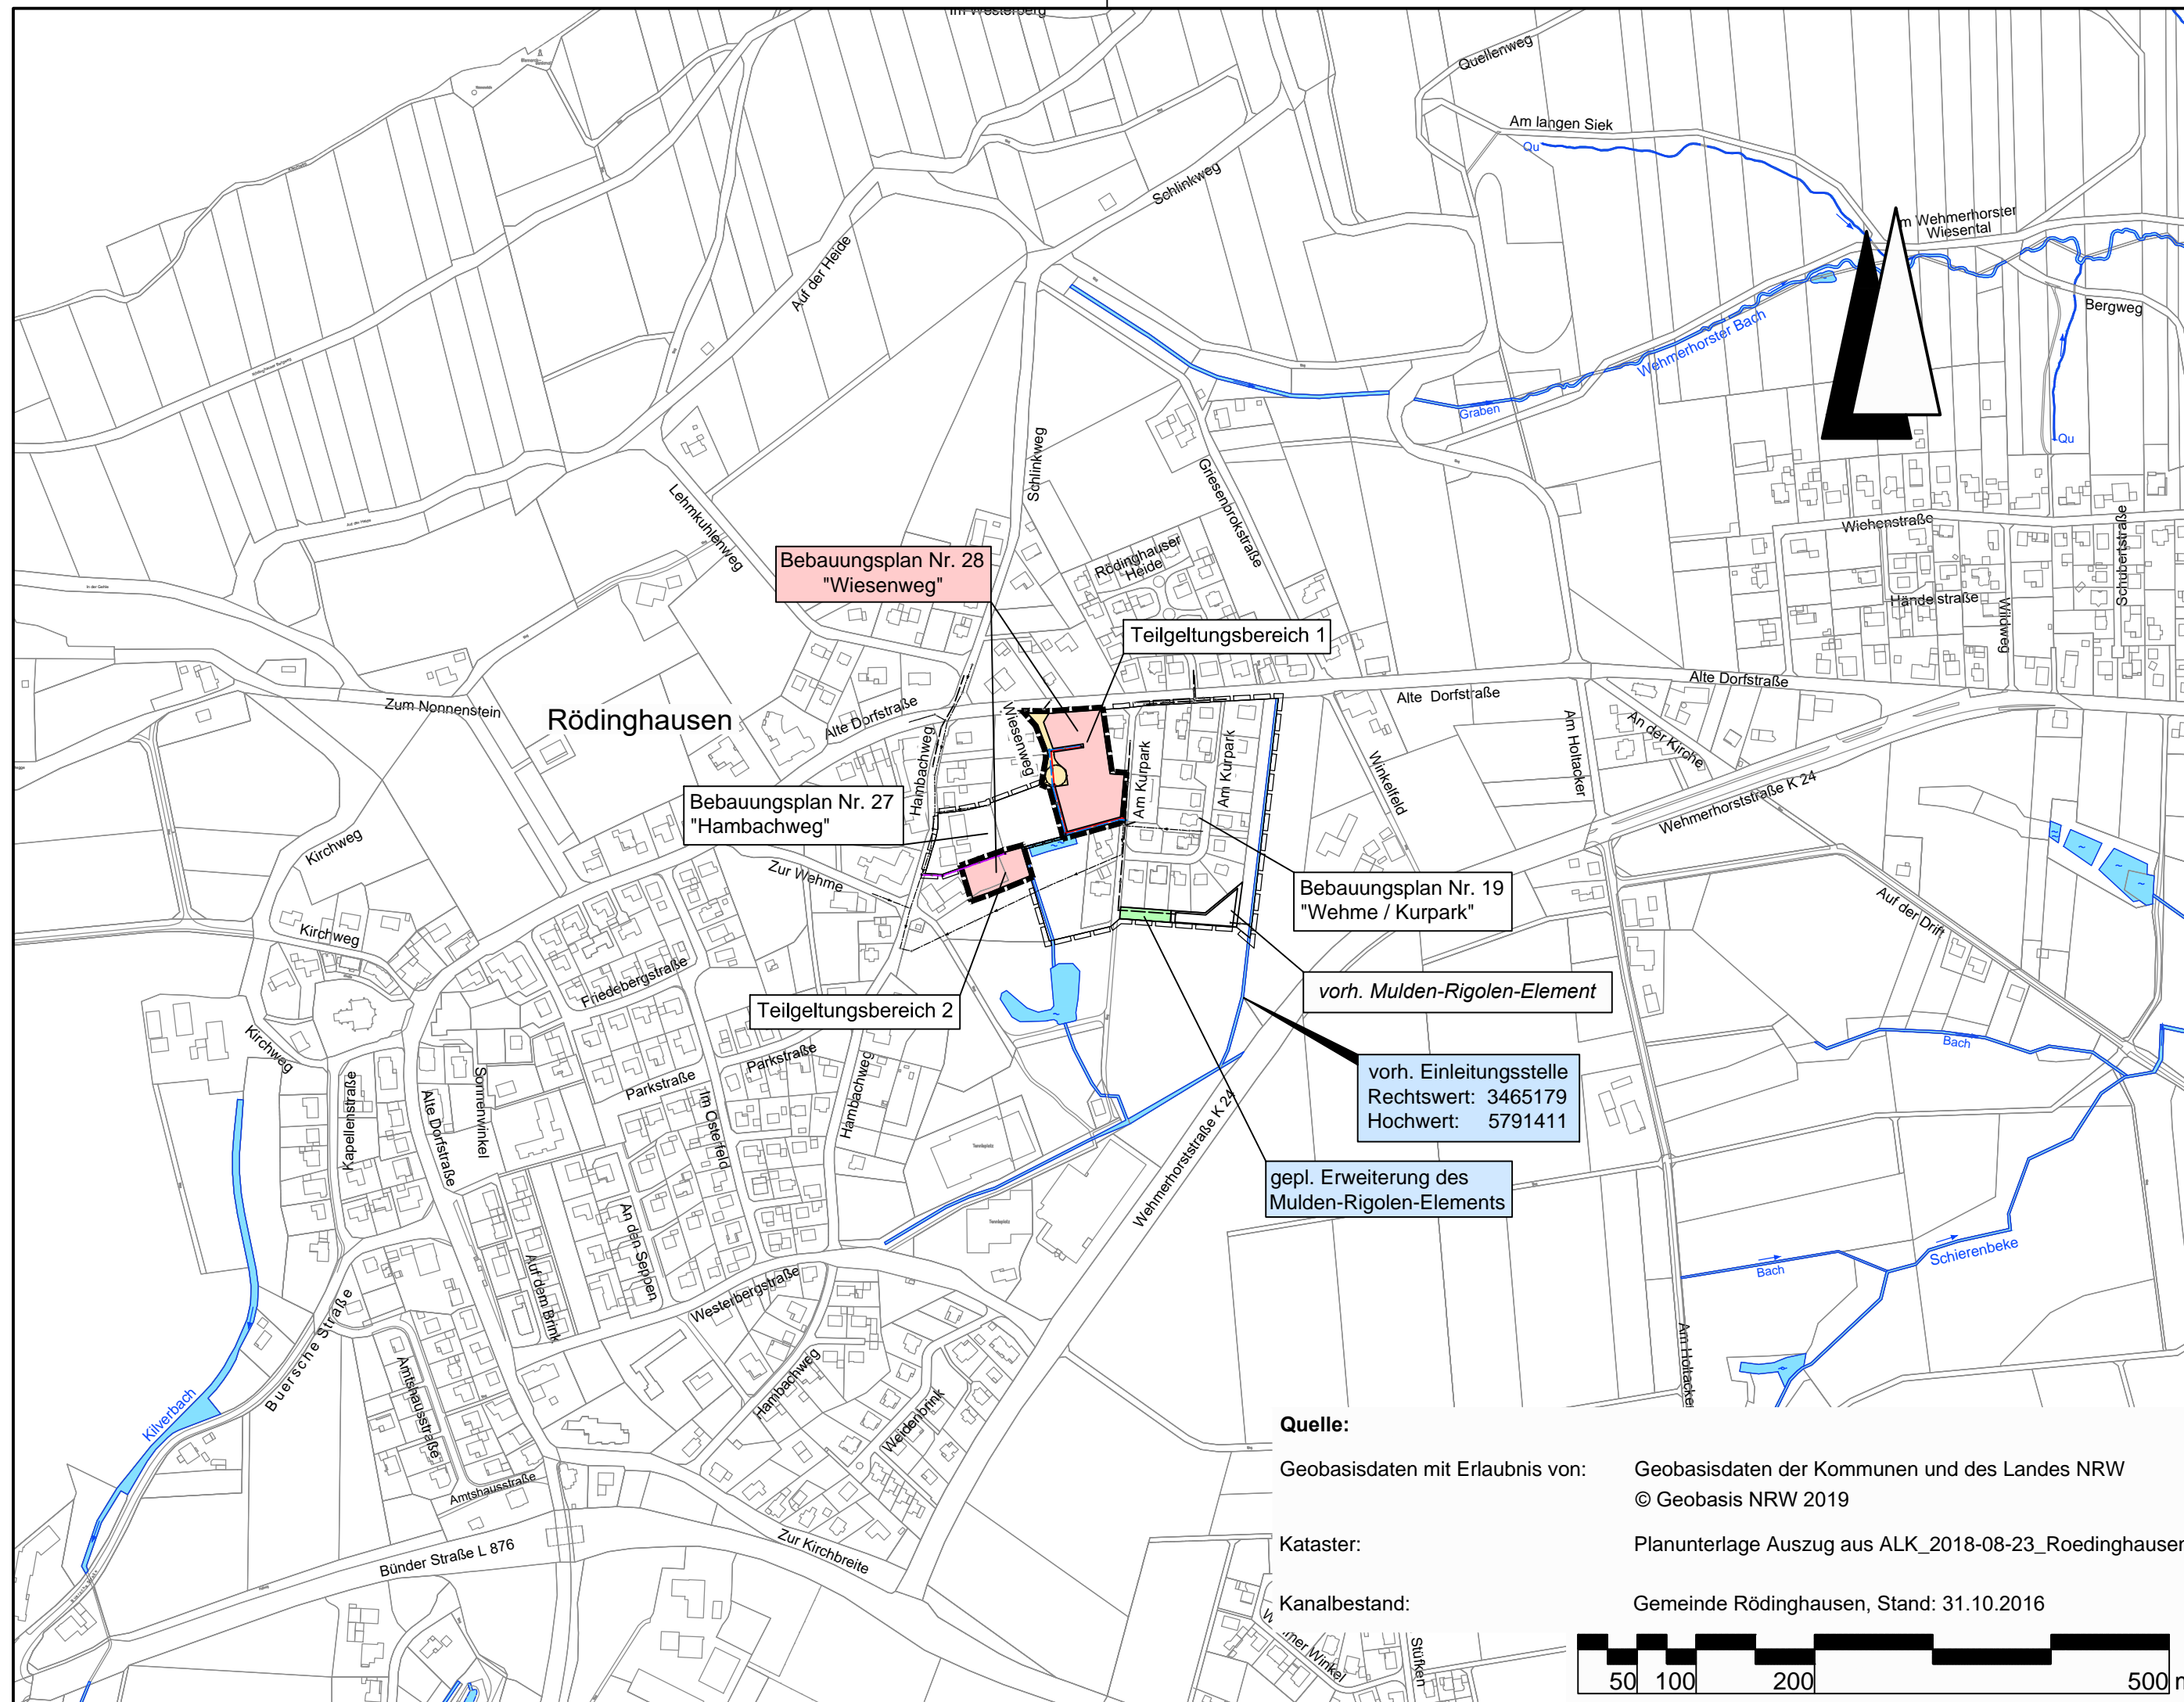 Im Westerberg
Quellenweg
Am langen Siek
Qu
Schlinkweg
m Wehmerhorster
Wiesental
Auf der Heide
Bergweg
Wehmerhorster Bach
Graben
Qu
Schlinkweg
Griesenbrokstraße
Lehmkuhlenweg
Wiehenstraße
Schubertstraße
Rödinghauser
Heide
Bebauungsplan Nr. 28
"Wiesenweg"
Händelstraße
Wildweg
Teilgeltungsbereich 1
Zum Nonnenstein
Rödinghausen
Alte Dorfstraße
Alte Dorfstraße
Alte Dorfstraße
Wiesenweg
Hambachweg
Am Kurpark
Am Kurpark
Winkelfeld
Am Holtacker
An der Kirche
Bebauungsplan Nr. 27
"Hambachweg"
Wehmerhorststraße K 24
Kirchweg
Zur Wehme
Bebauungsplan Nr. 19
"Wehme / Kurpark"
Auf der Drift
Kirchweg
Friedebergstraße
vorh. Mulden-Rigolen-Element
Teilgeltungsbereich 2
Kirchweg
Parkstraße
Parkstraße
Bach
vorh. Einleitungsstelle
Rechtswert: 3465179
Hochwert: 5791411
Kapellenstraße
Alte Dorfstraße
Sonnenwinkel
Im Osterfeld
Hambachweg
Wehmerhorststraße K 24
gepl. Erweiterung des
Mulden-Rigolen-Elements
An den Seppen
Auf dem Brink
Westerbergstraße
Schierenbeke
Bach
Buersche Straße
Amtshausstraße
Hambachweg
Weidenbrink
Am Holtacker
Kilverbach
Amtshausstraße
Bünder Straße L 876
Zur Kirchbreite
Quelle:
Geobasisdaten mit Erlaubnis von: Geobasisdaten der Kommunen und des Landes NRW
© Geobasis NRW 2019
Kataster: Planunterlage Auszug aus ALK_2018-08-23_Roedinghausen
Kanalbestand: Gemeinde Rödinghausen, Stand: 31.10.2016
mer Winkel
Stüfken
50 100 200 500